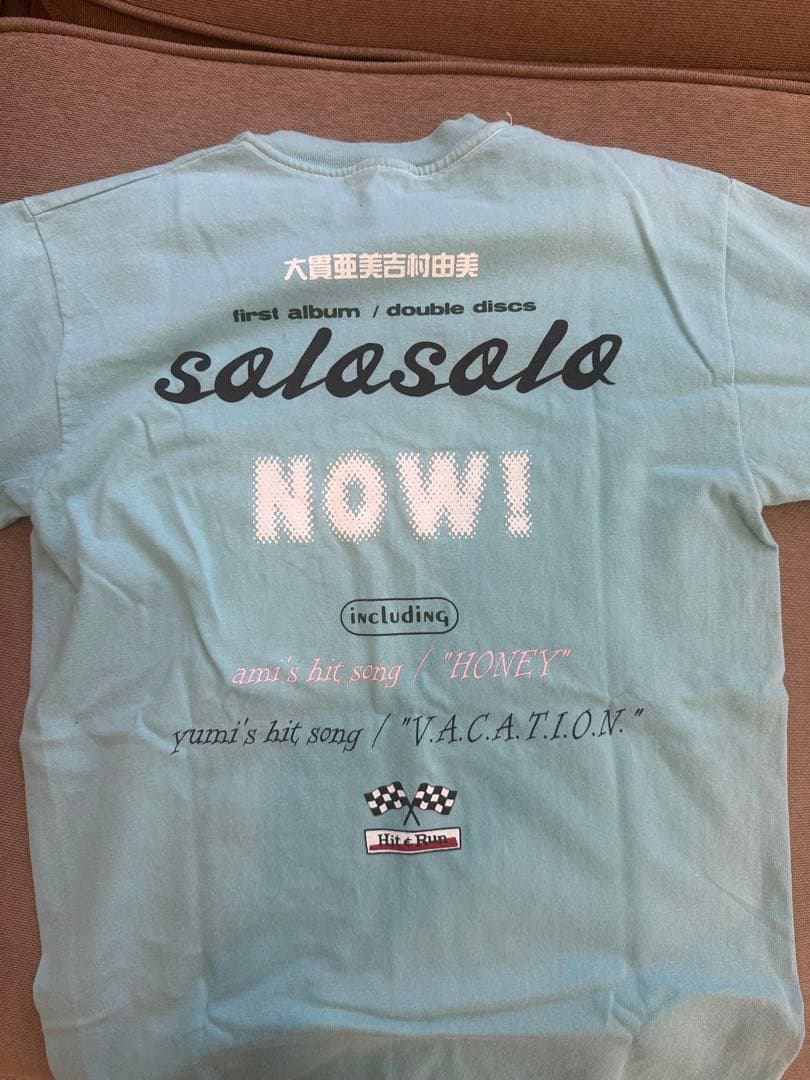 大貫亜美吉村由美
first album / double discs
solosolo
NOW!
including
ami's hit song / "HONEY"
yumi's hit song / "V.A.C.A.T.I.O.N."
Hit & Run